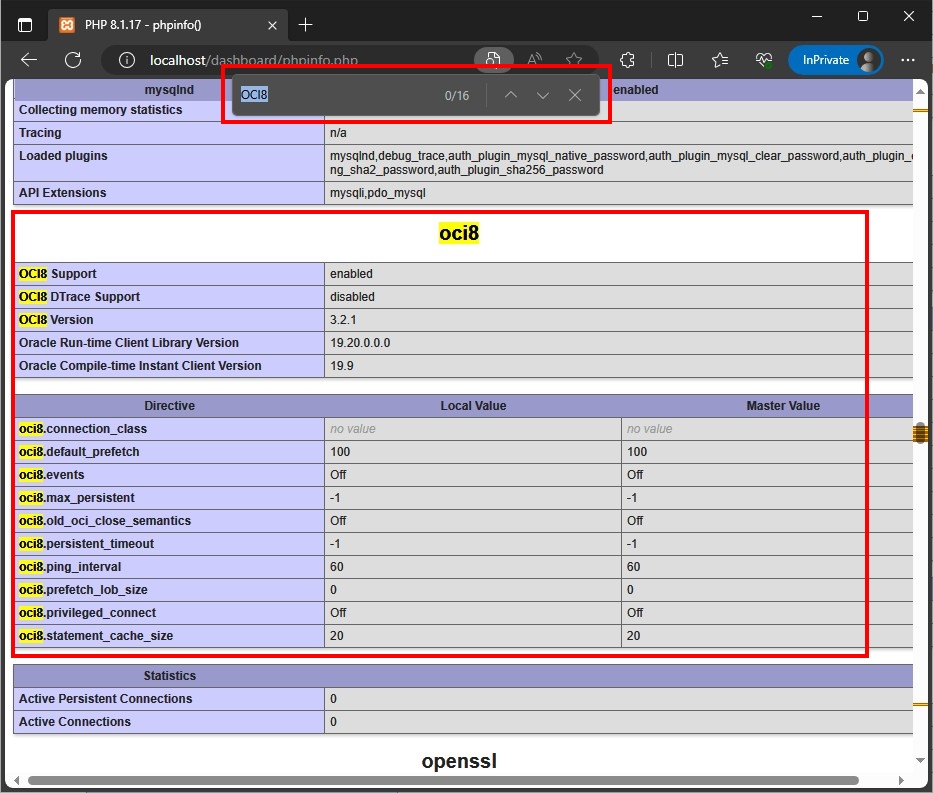 PHP 8.1.17 - phpinfo()
localhost/dashboard/phpinfo.php
InPrivate
OCI8 0/16
mysqlnd enabled
Collecting memory statistics
Tracing n/a
Loaded plugins mysqlnd,debug_trace,auth_plugin_mysql_native_password,auth_plugin_mysql_clear_password,auth_plugin_
ng_sha2_password,auth_plugin_sha256_password
API Extensions mysqli,pdo_mysql
oci8
OCI8 Support enabled
OCI8 DTrace Support disabled
OCI8 Version 3.2.1
Oracle Run-time Client Library Version 19.20.0.0.0
Oracle Compile-time Instant Client Version 19.9
Directive Local Value Master Value
oci8.connection_class no value no value
oci8.default_prefetch 100 100
oci8.events Off Off
oci8.max_persistent -1 -1
oci8.old_oci_close_semantics Off Off
oci8.persistent_timeout -1 -1
oci8.ping_interval 60 60
oci8.prefetch_lob_size 0 0
oci8.privileged_connect Off Off
oci8.statement_cache_size 20 20
Statistics
Active Persistent Connections 0
Active Connections 0
openssl